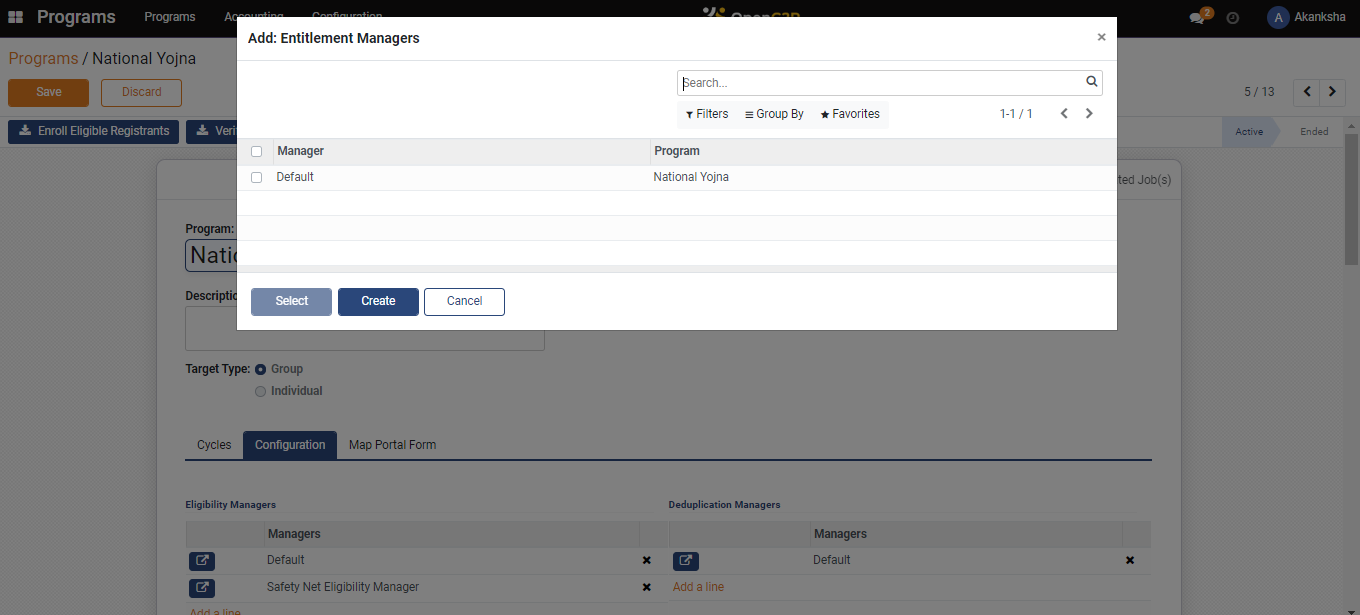 Programs Programs Accounting Configuration OpenG2P 2 A Akanksha
Add: Entitlement Managers ×
Programs / National Yojna
Save Discard
Search...
5 / 13
Filters Group By Favorites 1-1 / 1
Enroll Eligible Registrants Veri Active Ended
Manager Program
Default National Yojna
ted Job(s)
Program:
Natio
Select Create Cancel
Descriptio
Target Type: Group
Individual
Cycles Configuration Map Portal Form
Eligibility Managers Deduplication Managers
Managers Managers
Default Default
Safety Net Eligibility Manager Add a line
Add a line